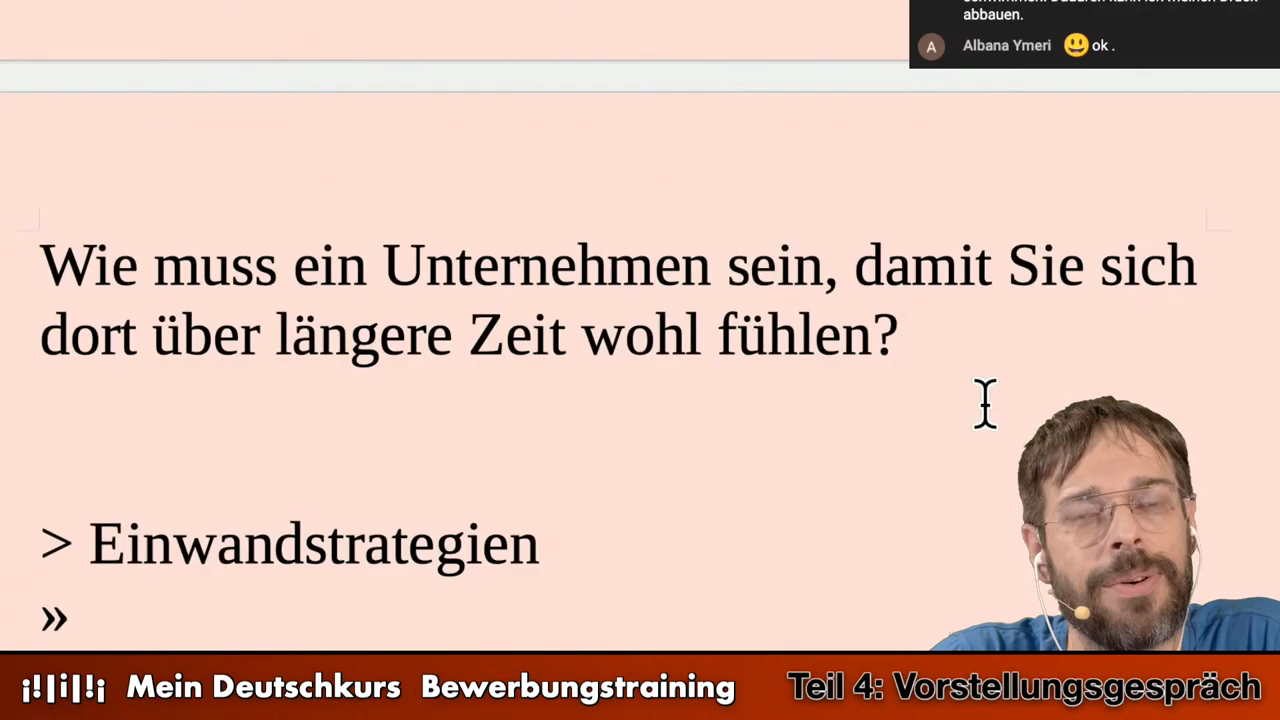 abbauen.
A Albana Ymeri 😃 ok .
Wie muss ein Unternehmen sein, damit Sie sich
dort über längere Zeit wohl fühlen?
> Einwandstrategien
»
¡!|i|!¡ Mein Deutschkurs Bewerbungstraining Teil 4: Vorstellungsgespräch